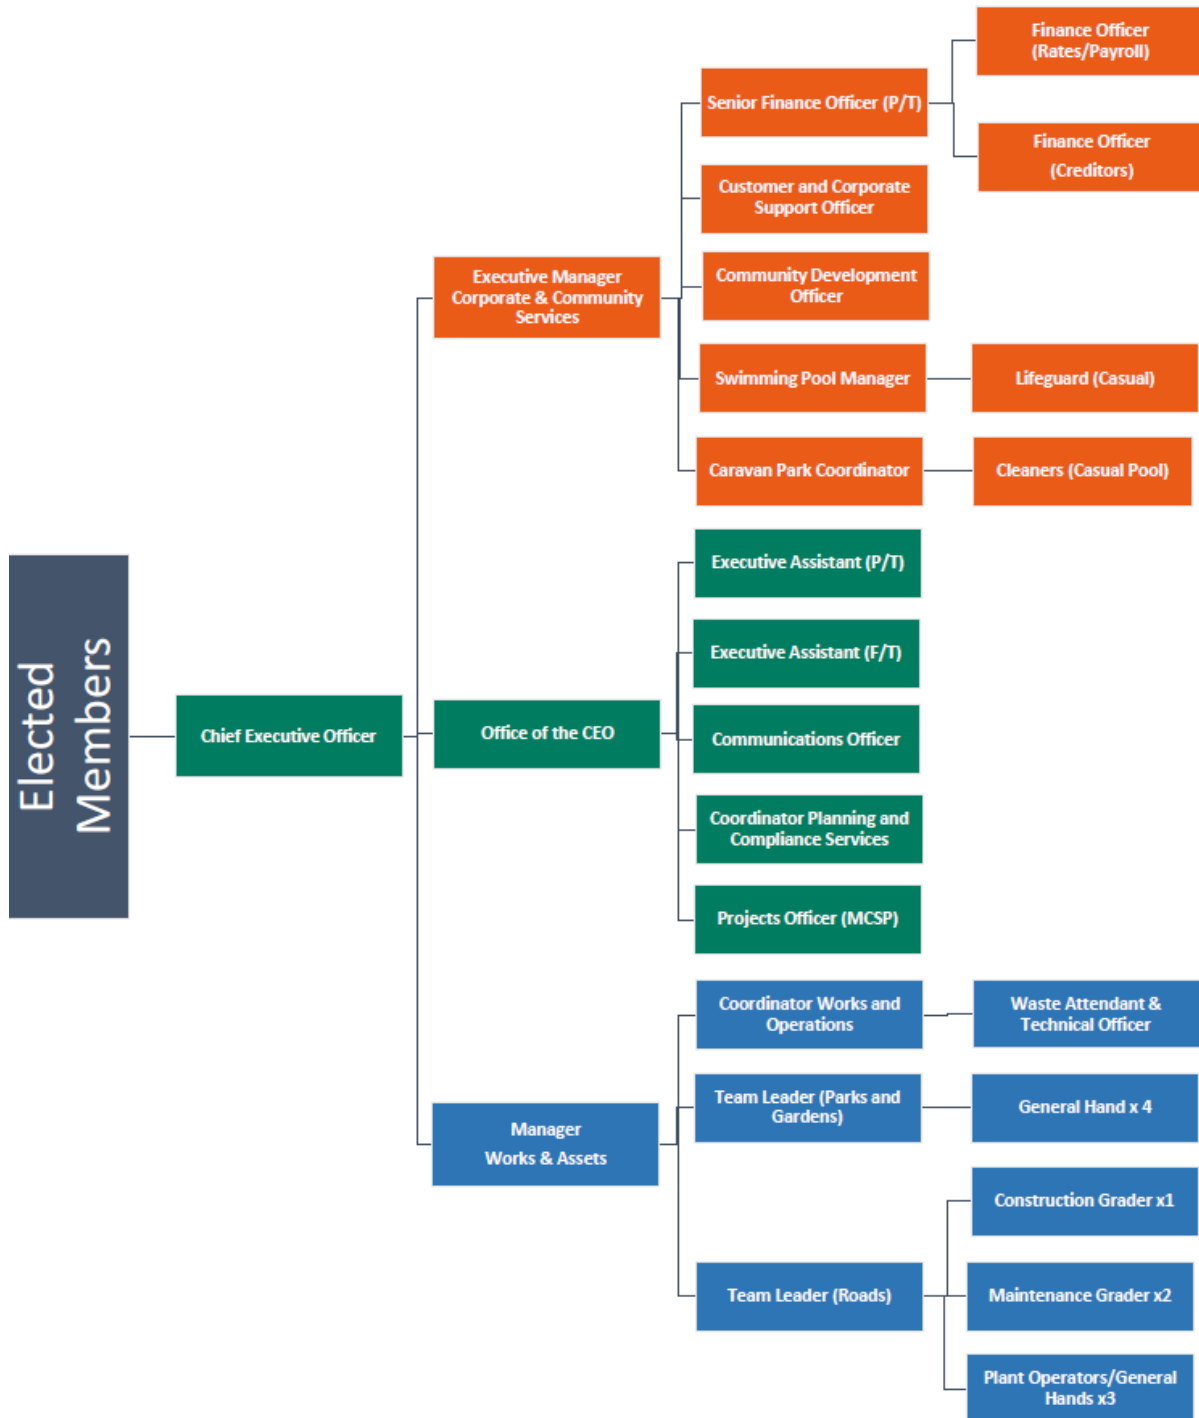 Finance Officer
(Rates/Payroll)
Senior Finance Officer (P/T)
Finance Officer
(Creditors)
Customer and Corporate
Support Officer
Executive Manager
Corporate & Community
Services
Community Development
Officer
Swimming Pool Manager
Lifeguard (Casual)
Caravan Park Coordinator
Cleaners (Casual Pool)
Elected
Members
Chief Executive Officer
Office of the CEO
Executive Assistant (P/T)
Executive Assistant (F/T)
Communications Officer
Coordinator Planning and
Compliance Services
Projects Officer (MCSP)
Manager
Works & Assets
Coordinator Works and
Operations
Waste Attendant &
Technical Officer
Team Leader (Parks and
Gardens)
General Hand x 4
Team Leader (Roads)
Construction Grader x1
Maintenance Grader x2
Plant Operators/General
Hands x3